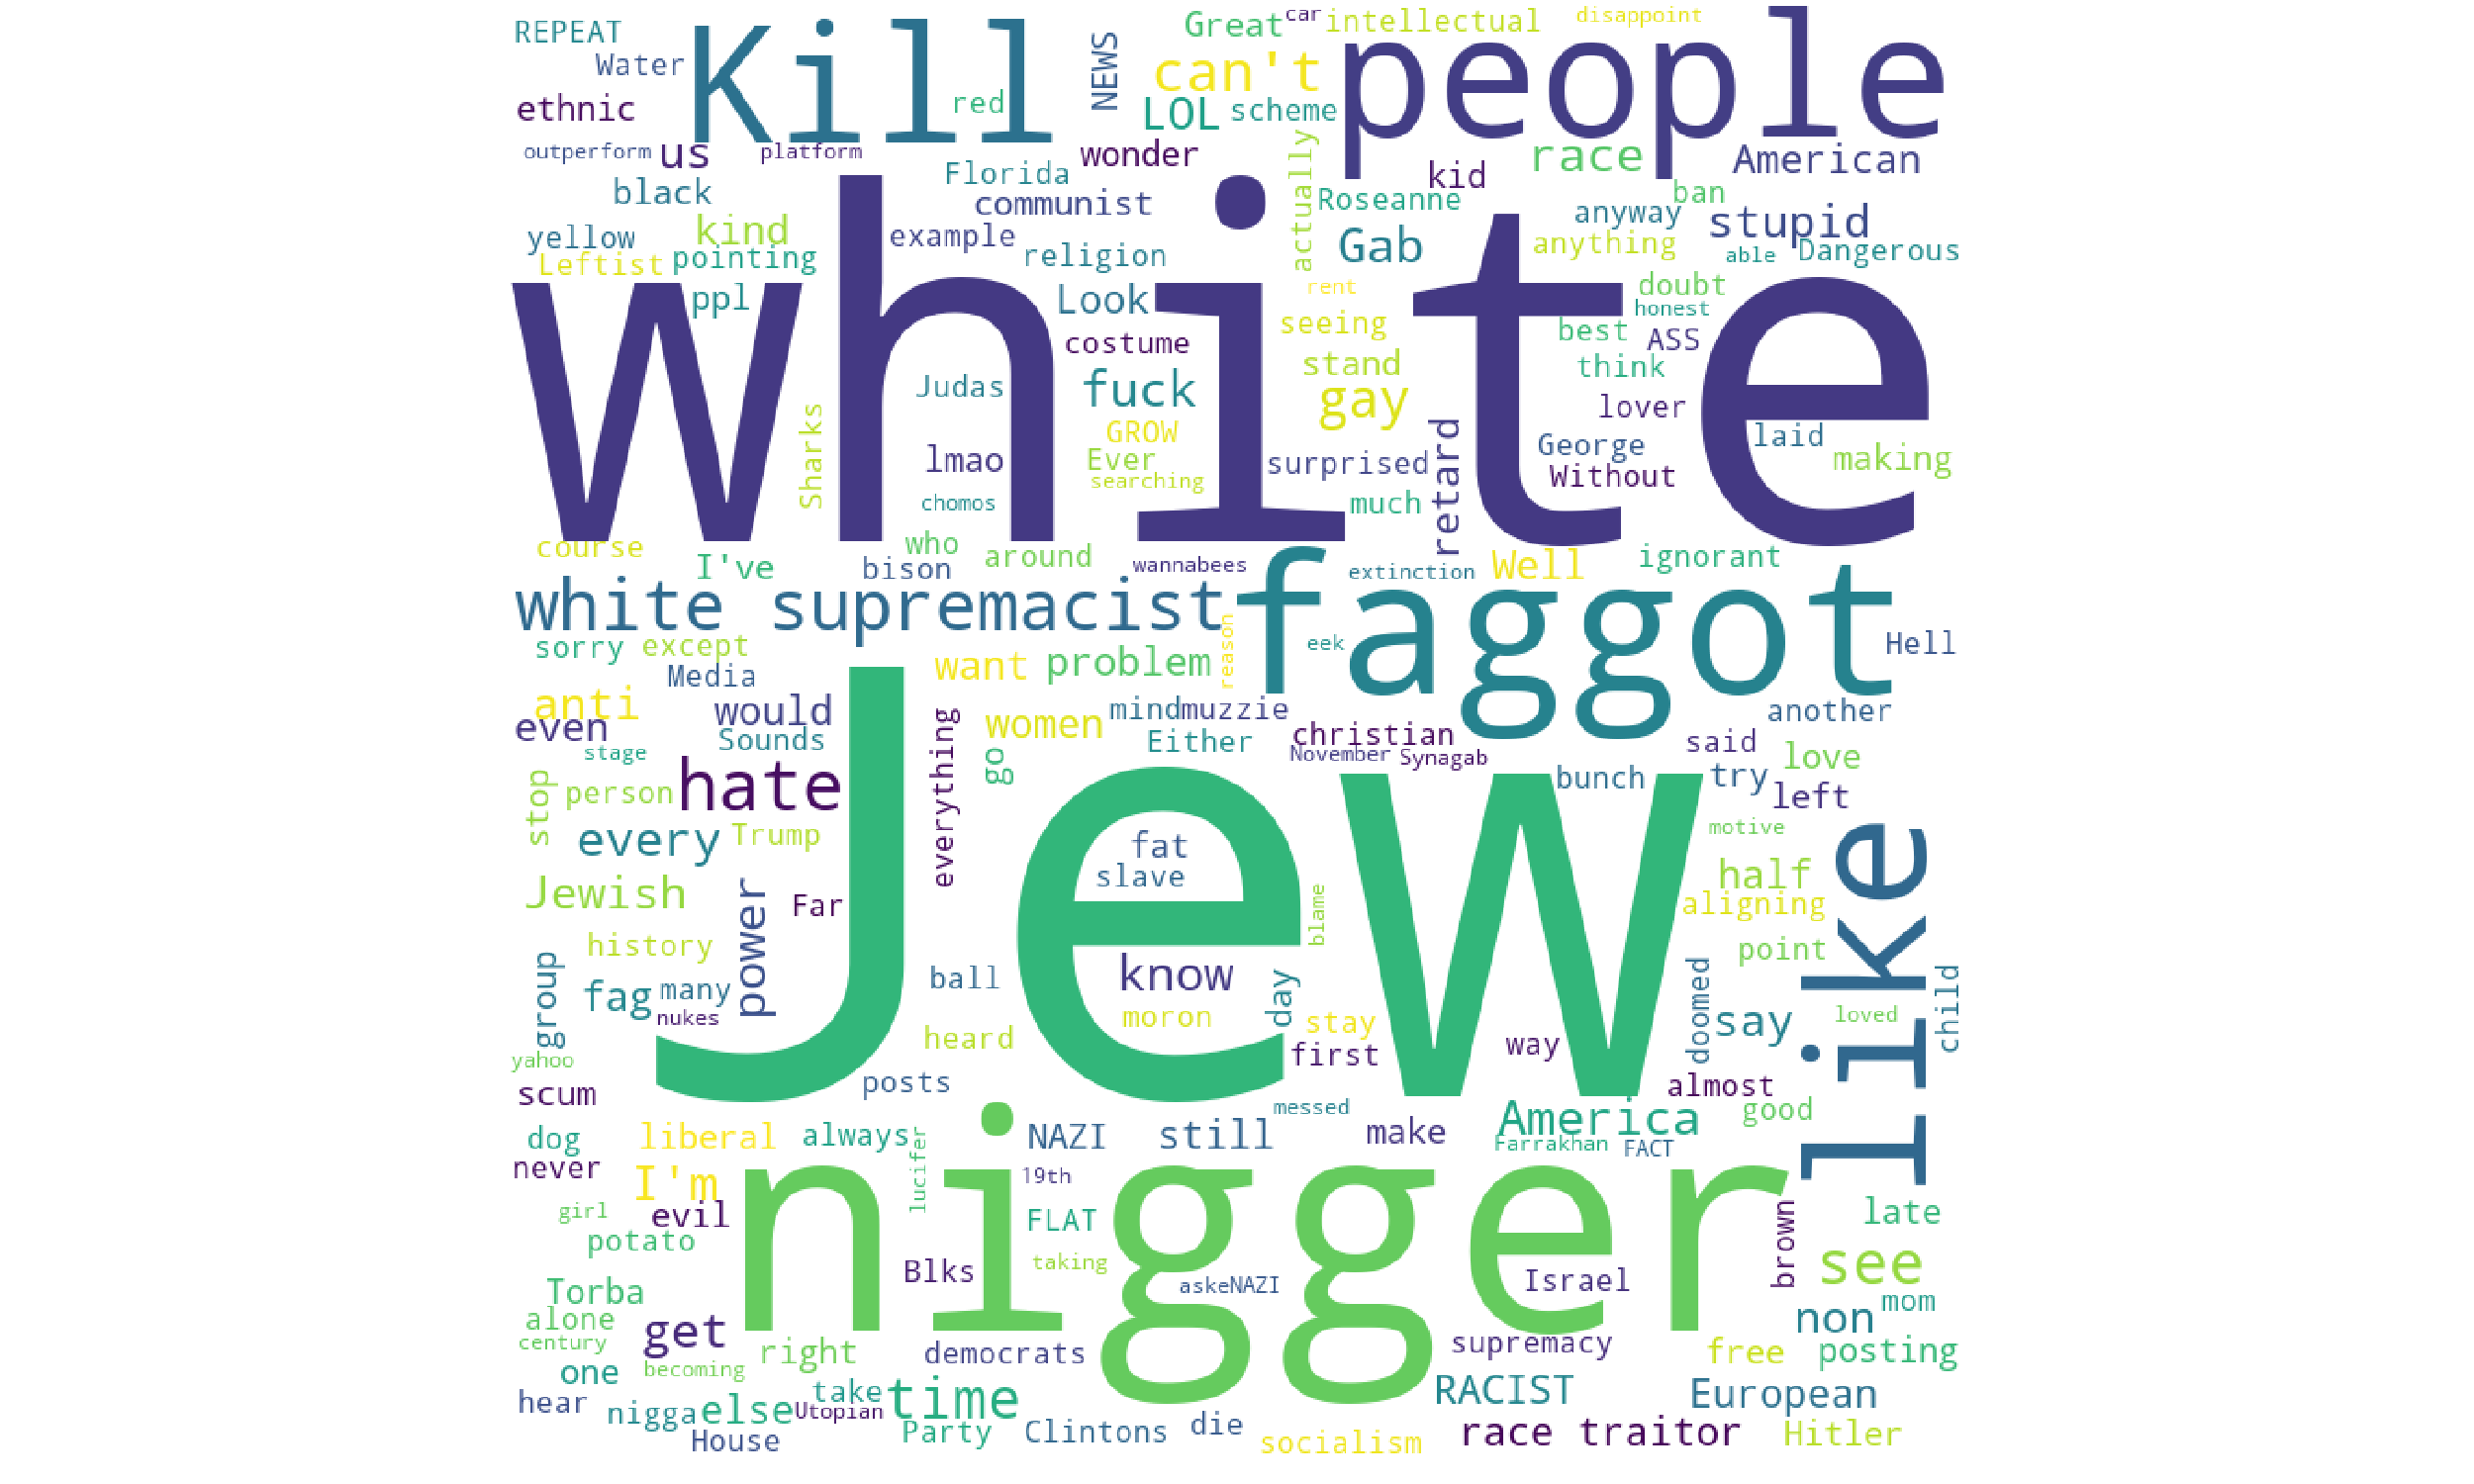 REPEAT
Water
Kill
NEWS
Great
car
intellectual
disappoint
can't
people
ethnic
red
LOL
scheme
outperform
us
platform
wonder
actually
race
American
black
Florida
kid
communist
Roseanne
ban
yellow
kind
example
anyway
stupid
Leftist
pointing
religion
Gab
anything
able
Dangerous
white
ppl
Look
rent
doubt
honest
seeing
best
ASS
costume
stand
think
Judas
fuck
gay
lover
Sharks
GROW
retard
George
laid
lmao
Ever
surprised
Without
making
searching
chomos
much
course
who
I've
bison
around
wannabees
extinction
Well
ignorant
white supremacist
faggot
sorry
except
reason
eek
Hell
Media
want
problem
anti
would
women
mind
muzzie
another
even
Sounds
everything
go
Either
christian
November
Synagab
said
love
stage
stop
person
hate
Jew
bunch
try
left
every
Trump
fat
motive
like
slave
half
Jewish
power
Far
blame
aligning
history
know
point
group
fag
many
ball
day
doomed
child
nukes
moron
stay
say
loved
yahoo
heard
first
way
scum
posts
almost
messed
America
good
dog
liberal
always
NAZI
still
make
Farrakhan
FACT
never
I'm
lucifer
nigger
19th
girl
evil
FLAT
brown
late
potato
Blks
taking
see
Torba
askeNAZI
Israel
mom
alone
get
non
century
right
democrats
supremacy
free
posting
one
becoming
take
time
RACIST
European
hear
nigga
else
Utopian
House
Party
Clintons
die
socialism
race traitor
Hitler